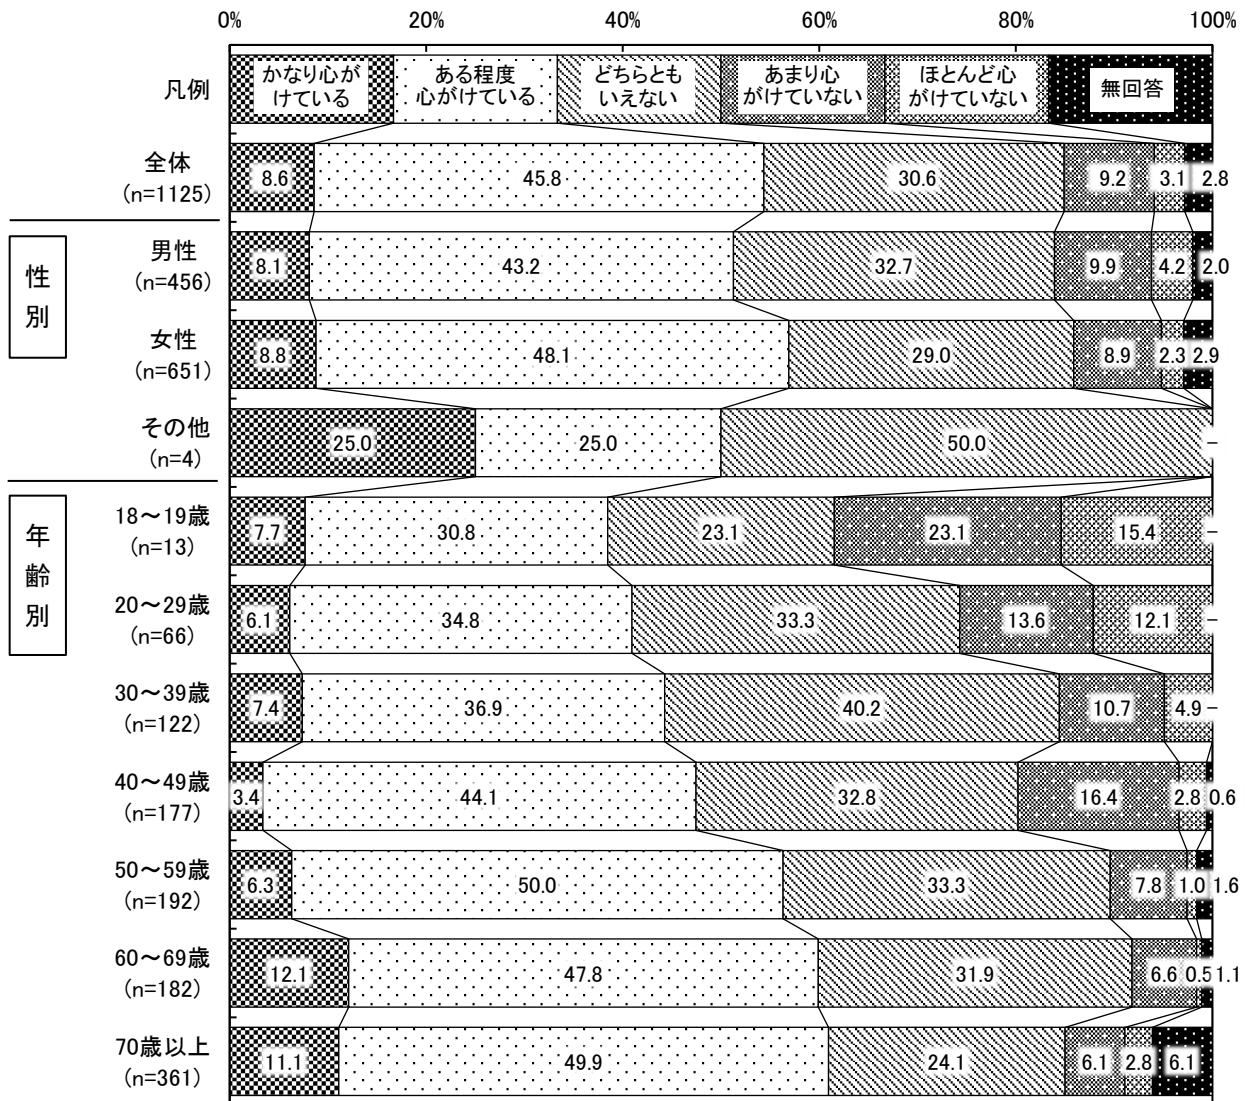 0% 20% 40% 60% 80% 100%
凡例
かなり心が
けている
ある程度
心がけている
どちらとも
いえない
あまり心
がけていない
ほとんど心
がけていない
無回答
全体
(n=1125)
8.6 45.8 30.6 9.2 3.1 2.8
性別
男性
(n=456)
8.1 43.2 32.7 9.9 4.2 2.0
女性
(n=651)
8.8 48.1 29.0 8.9 2.3 2.9
その他
(n=4)
25.0 25.0 50.0 -
年齢別
18～19歳
(n=13)
7.7 30.8 23.1 23.1 15.4 -
20～29歳
(n=66)
6.1 34.8 33.3 13.6 12.1 -
30～39歳
(n=122)
7.4 36.9 40.2 10.7 4.9 -
40～49歳
(n=177)
3.4 44.1 32.8 16.4 2.8 0.6
50～59歳
(n=192)
6.3 50.0 33.3 7.8 1.0 1.6
60～69歳
(n=182)
12.1 47.8 31.9 6.6 0.5 1.1
70歳以上
(n=361)
11.1 49.9 24.1 6.1 2.8 6.1